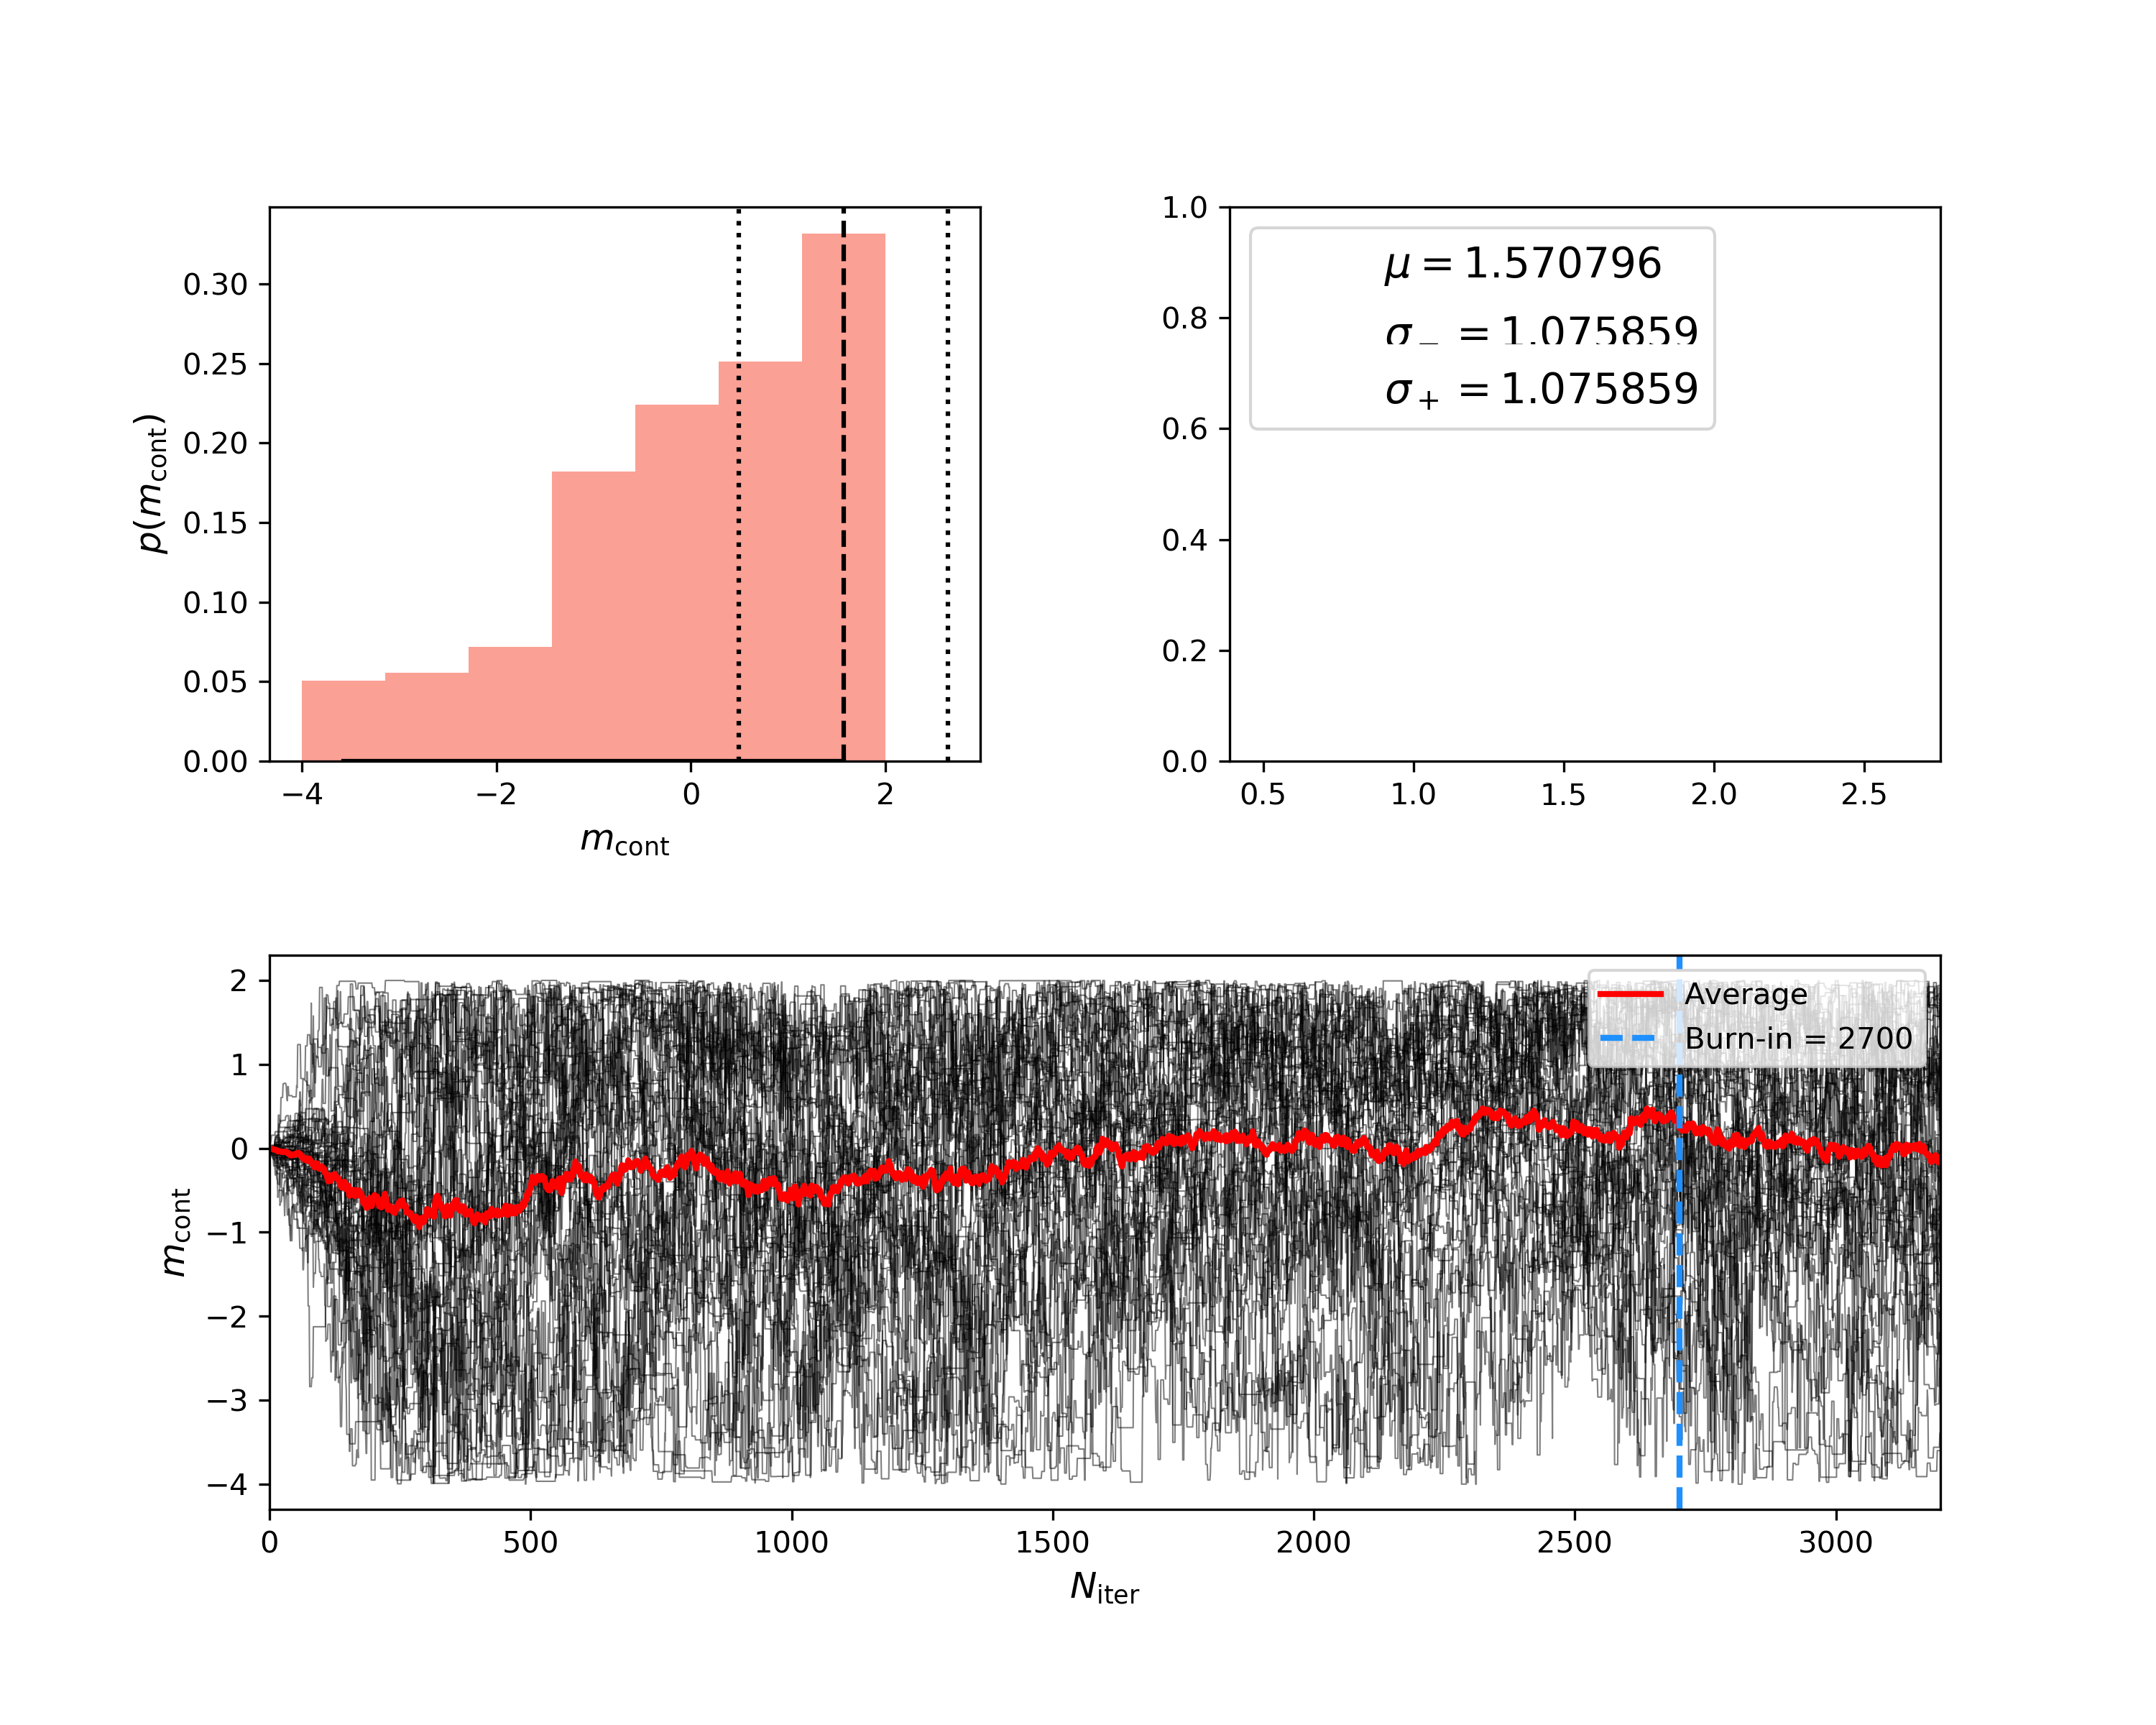 0.30
0.25
0.20
0.15
0.10
0.05
0.00
p(m_cont)
−4 −2 0 2
m_cont
1.0
0.8
0.6
0.4
0.2
0.0
μ = 1.570796
σ_− = 1.075859
σ_+ = 1.075859
0.5 1.0 1.5 2.0 2.5
2
1
0
−1
−2
−3
−4
m_cont
Average
Burn-in = 2700
0 500 1000 1500 2000 2500 3000
N_iter